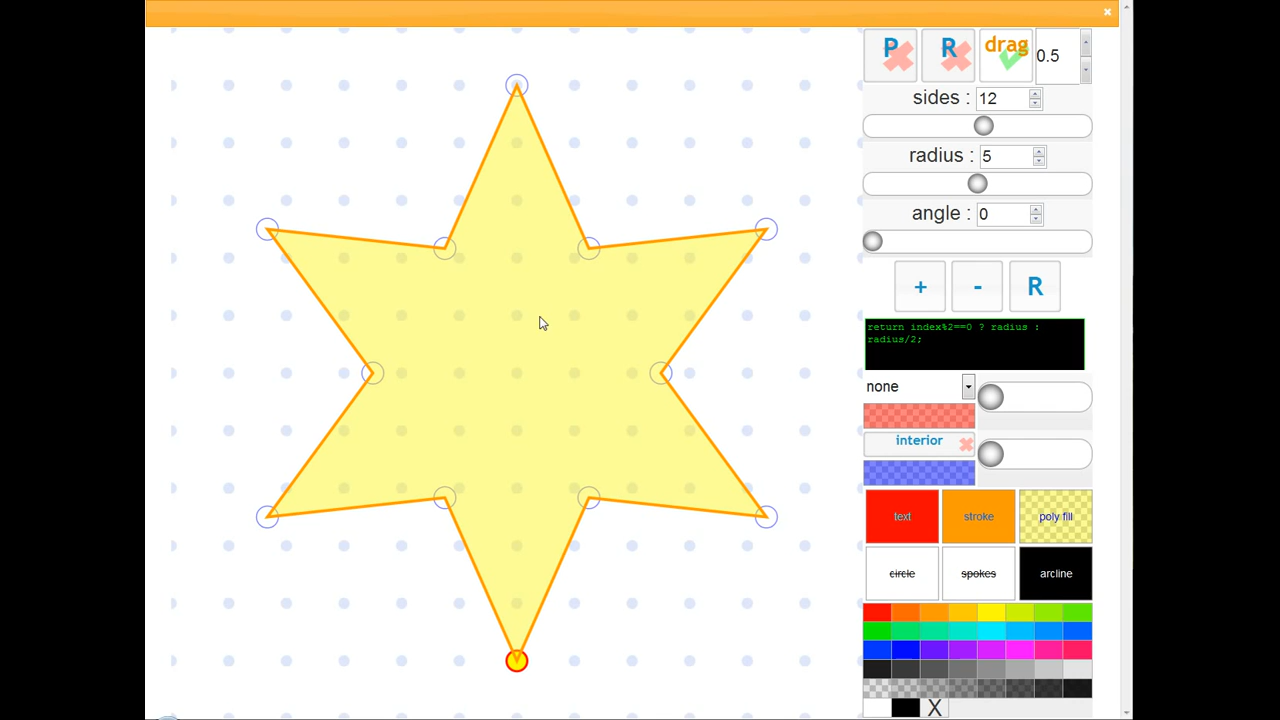 ×
P
R
drag
0.5
sides : 12
radius : 5
angle : 0
+
-
R
return index%2==0 ? radius :
radius/2;
none
interior
text
stroke
poly fill
circle
spokes
arcline
X